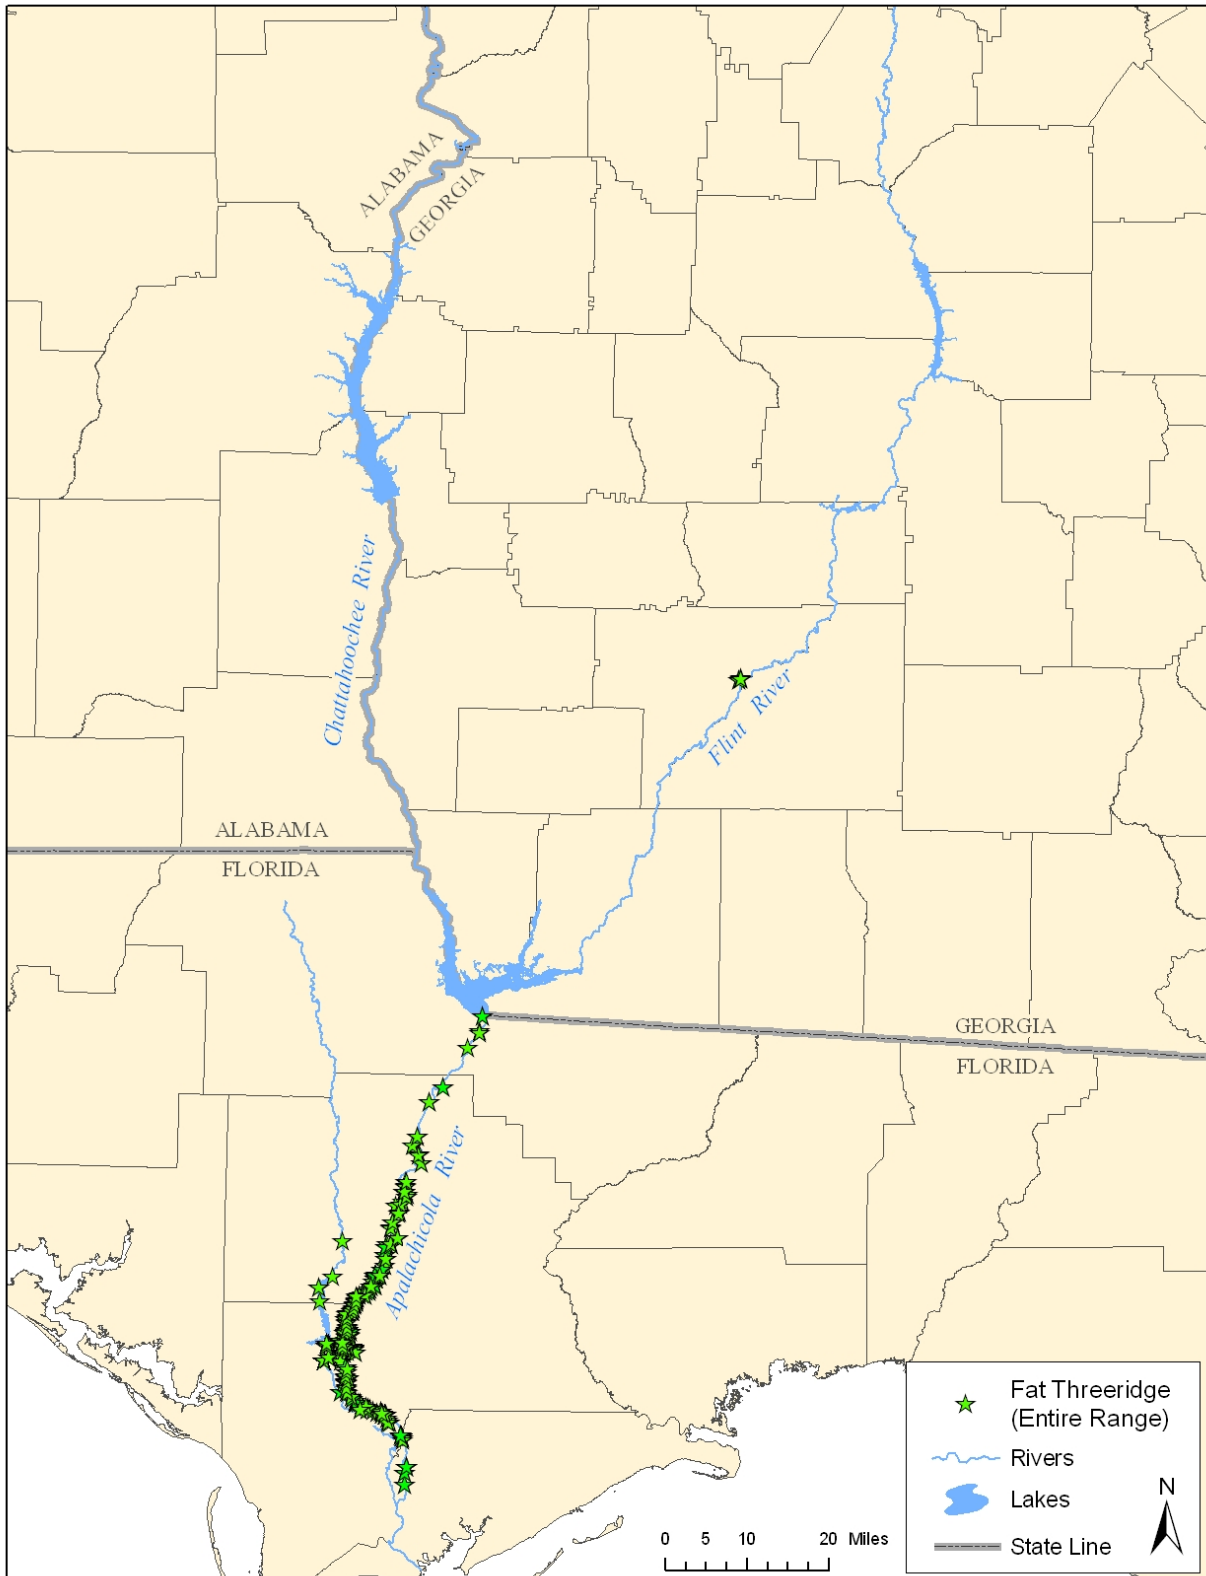 ALABAMA
GEORGIA
Chattahoochee River
Flint River
ALABAMA
FLORIDA
GEORGIA
FLORIDA
Apalachicola River
Fat Threeridge
(Entire Range)
Rivers
Lakes
State Line
N
0 5 10 20 Miles